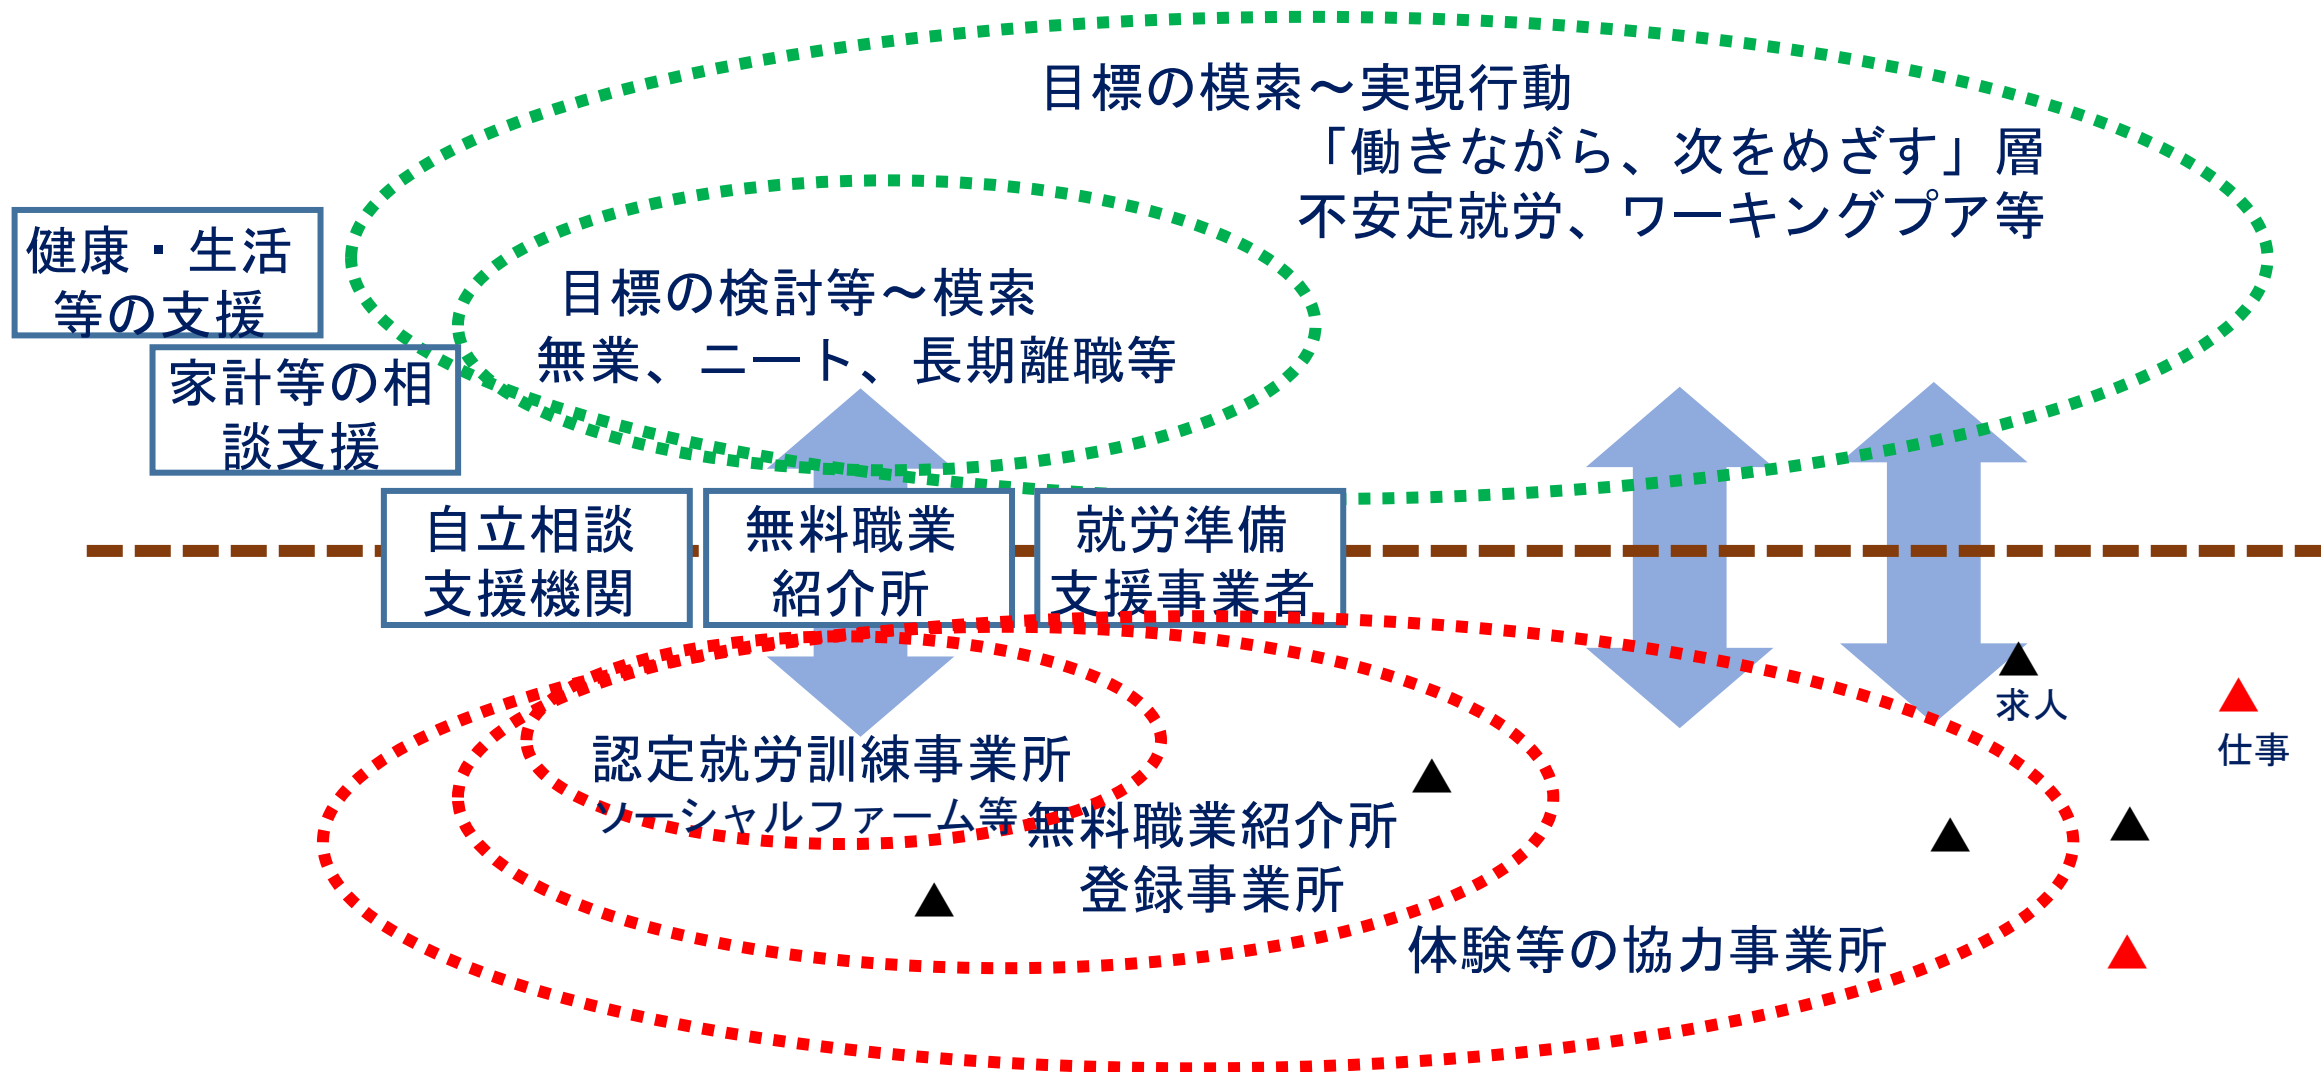 目標の模索～実現行動
「働きながら、次をめざす」層
不安定就労、ワーキングプア等
健康・生活
等の支援
目標の検討等～模索
無業、ニート、長期離職等
家計等の相
談支援
自立相談
支援機関
無料職業
紹介所
就労準備
支援事業者
求人
仕事
認定就労訓練事業所
ソーシャルファーム等
無料職業紹介所
登録事業所
体験等の協力事業所